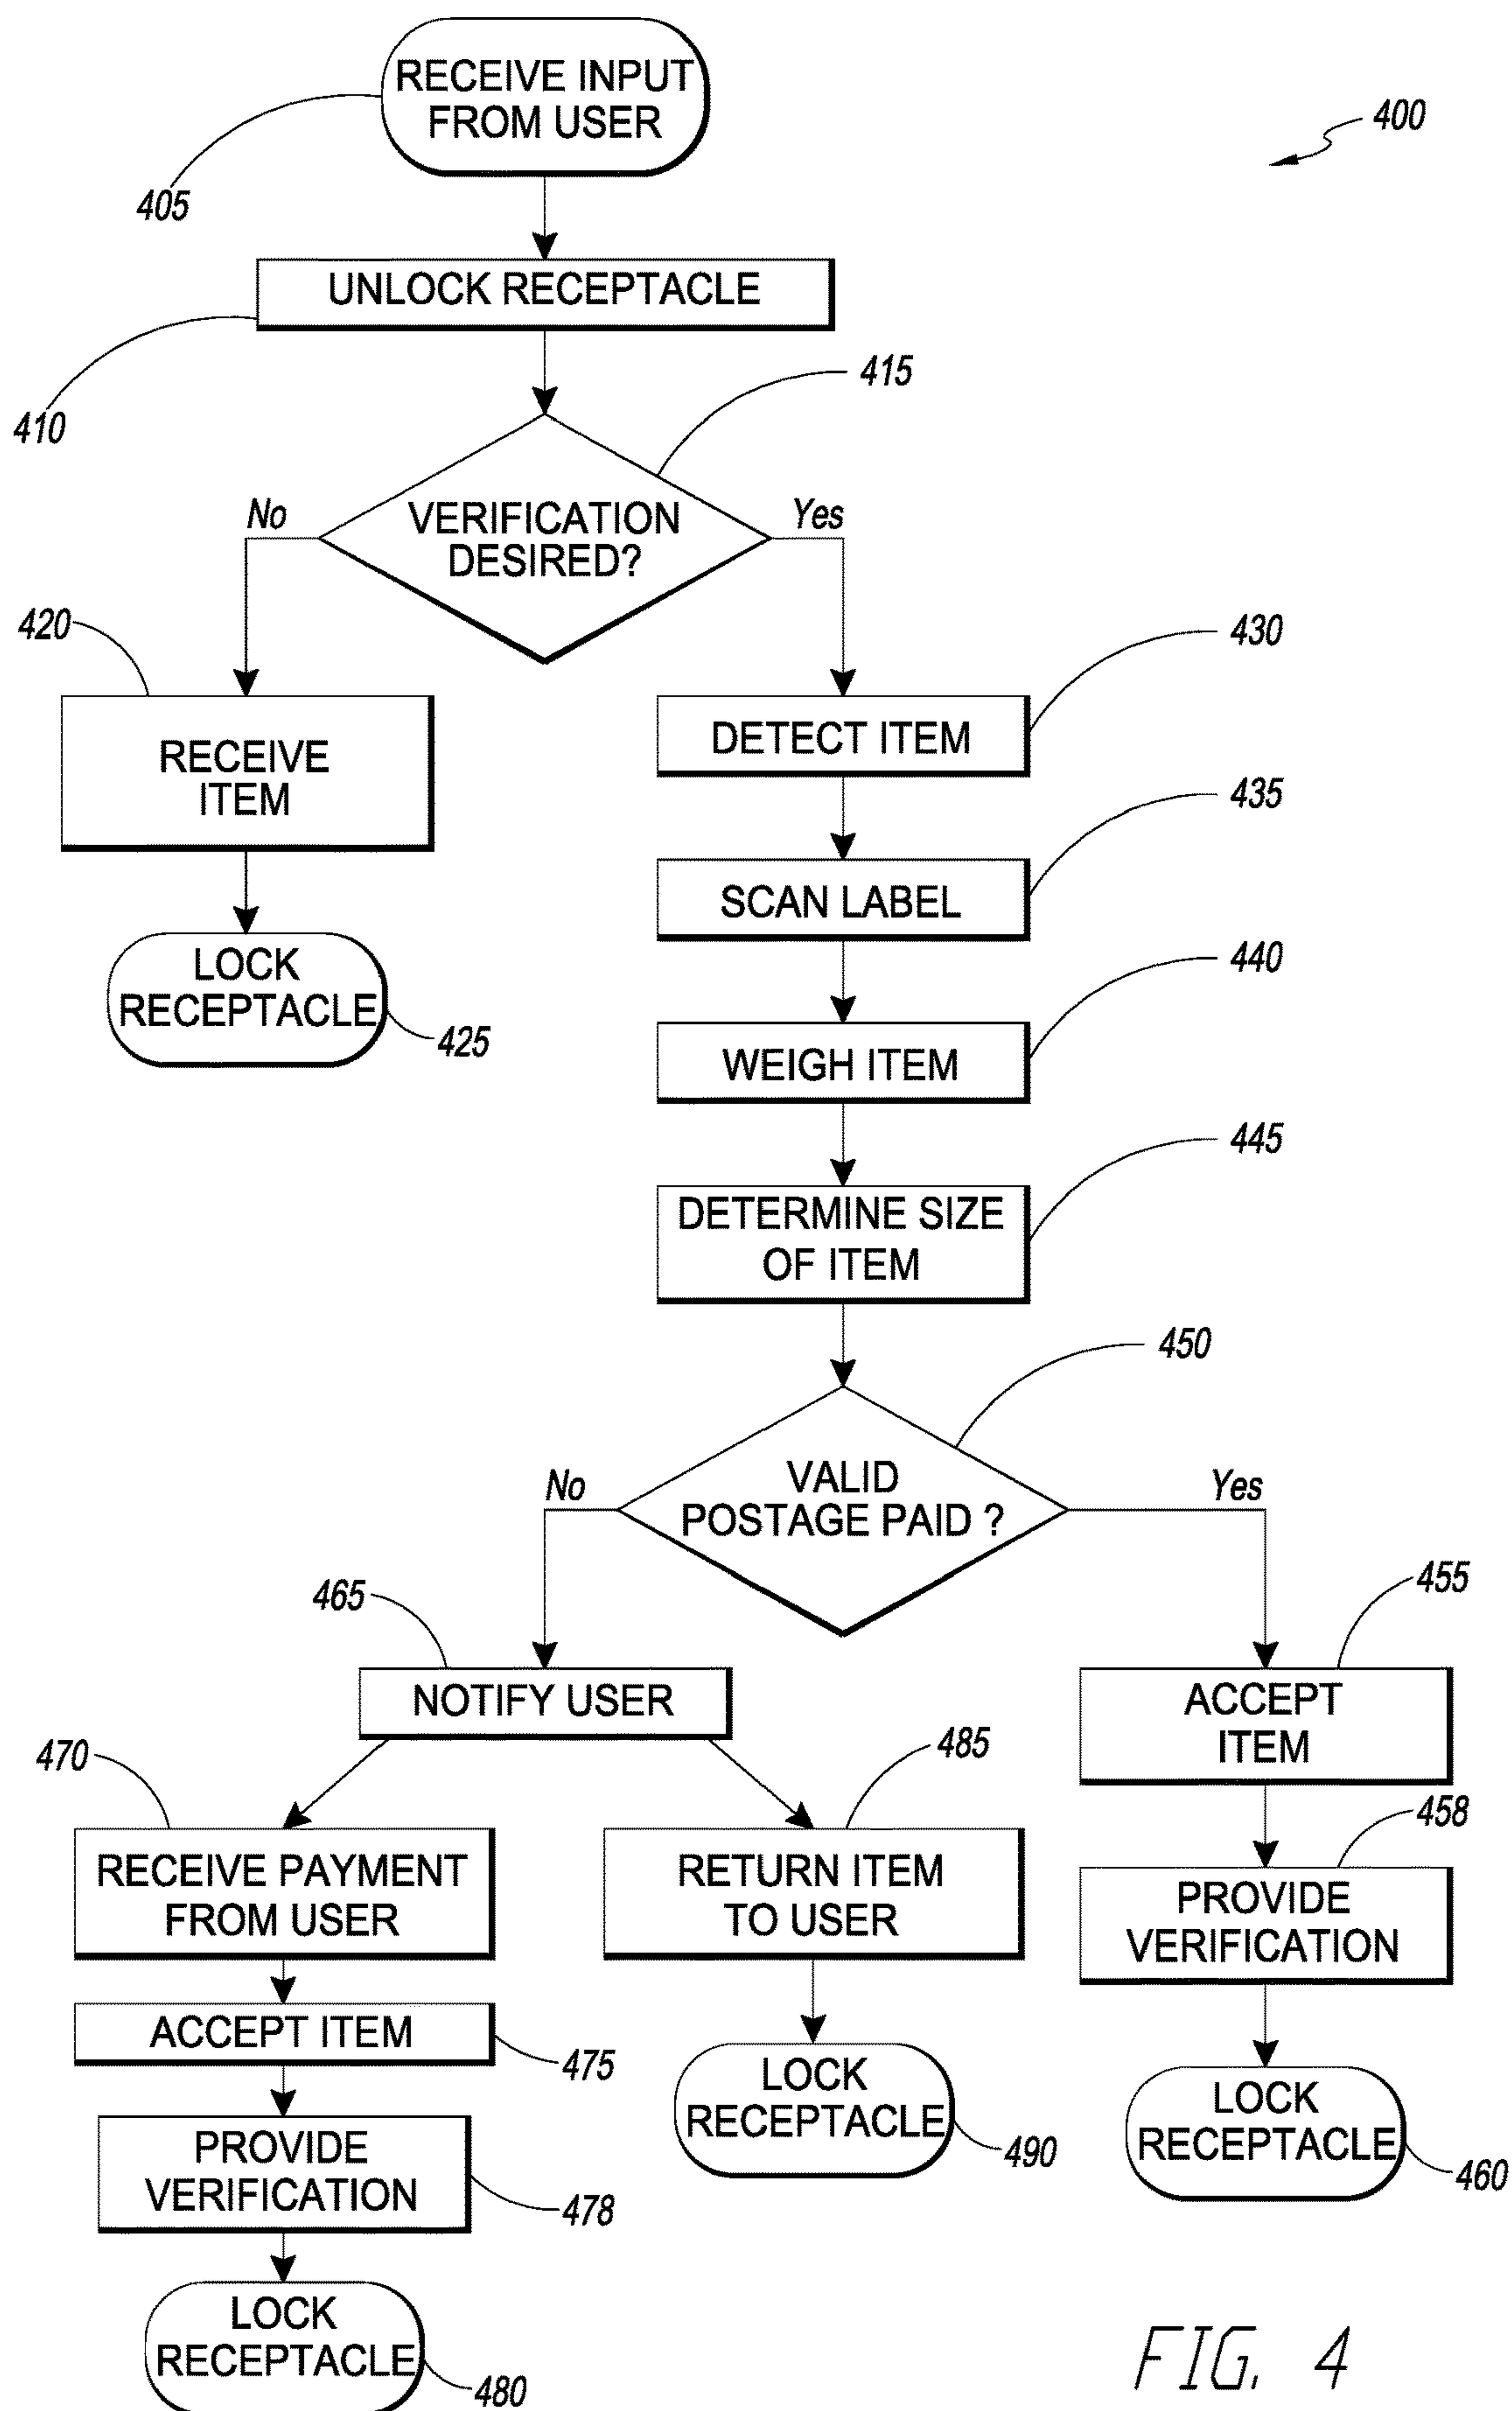 RECEIVE INPUT
FROM USER
400
405
UNLOCK RECEPTACLE
410
415
VERIFICATION
DESIRED?
No
Yes
420
RECEIVE
ITEM
LOCK
RECEPTACLE
425
430
DETECT ITEM
435
SCAN LABEL
440
WEIGH ITEM
445
DETERMINE SIZE
OF ITEM
450
VALID
POSTAGE PAID ?
No
Yes
465
NOTIFY USER
455
ACCEPT
ITEM
470
RECEIVE PAYMENT
FROM USER
485
RETURN ITEM
TO USER
458
PROVIDE
VERIFICATION
ACCEPT ITEM
475
LOCK
RECEPTACLE
490
LOCK
RECEPTACLE
460
PROVIDE
VERIFICATION
478
LOCK
RECEPTACLE
480
FIG. 4